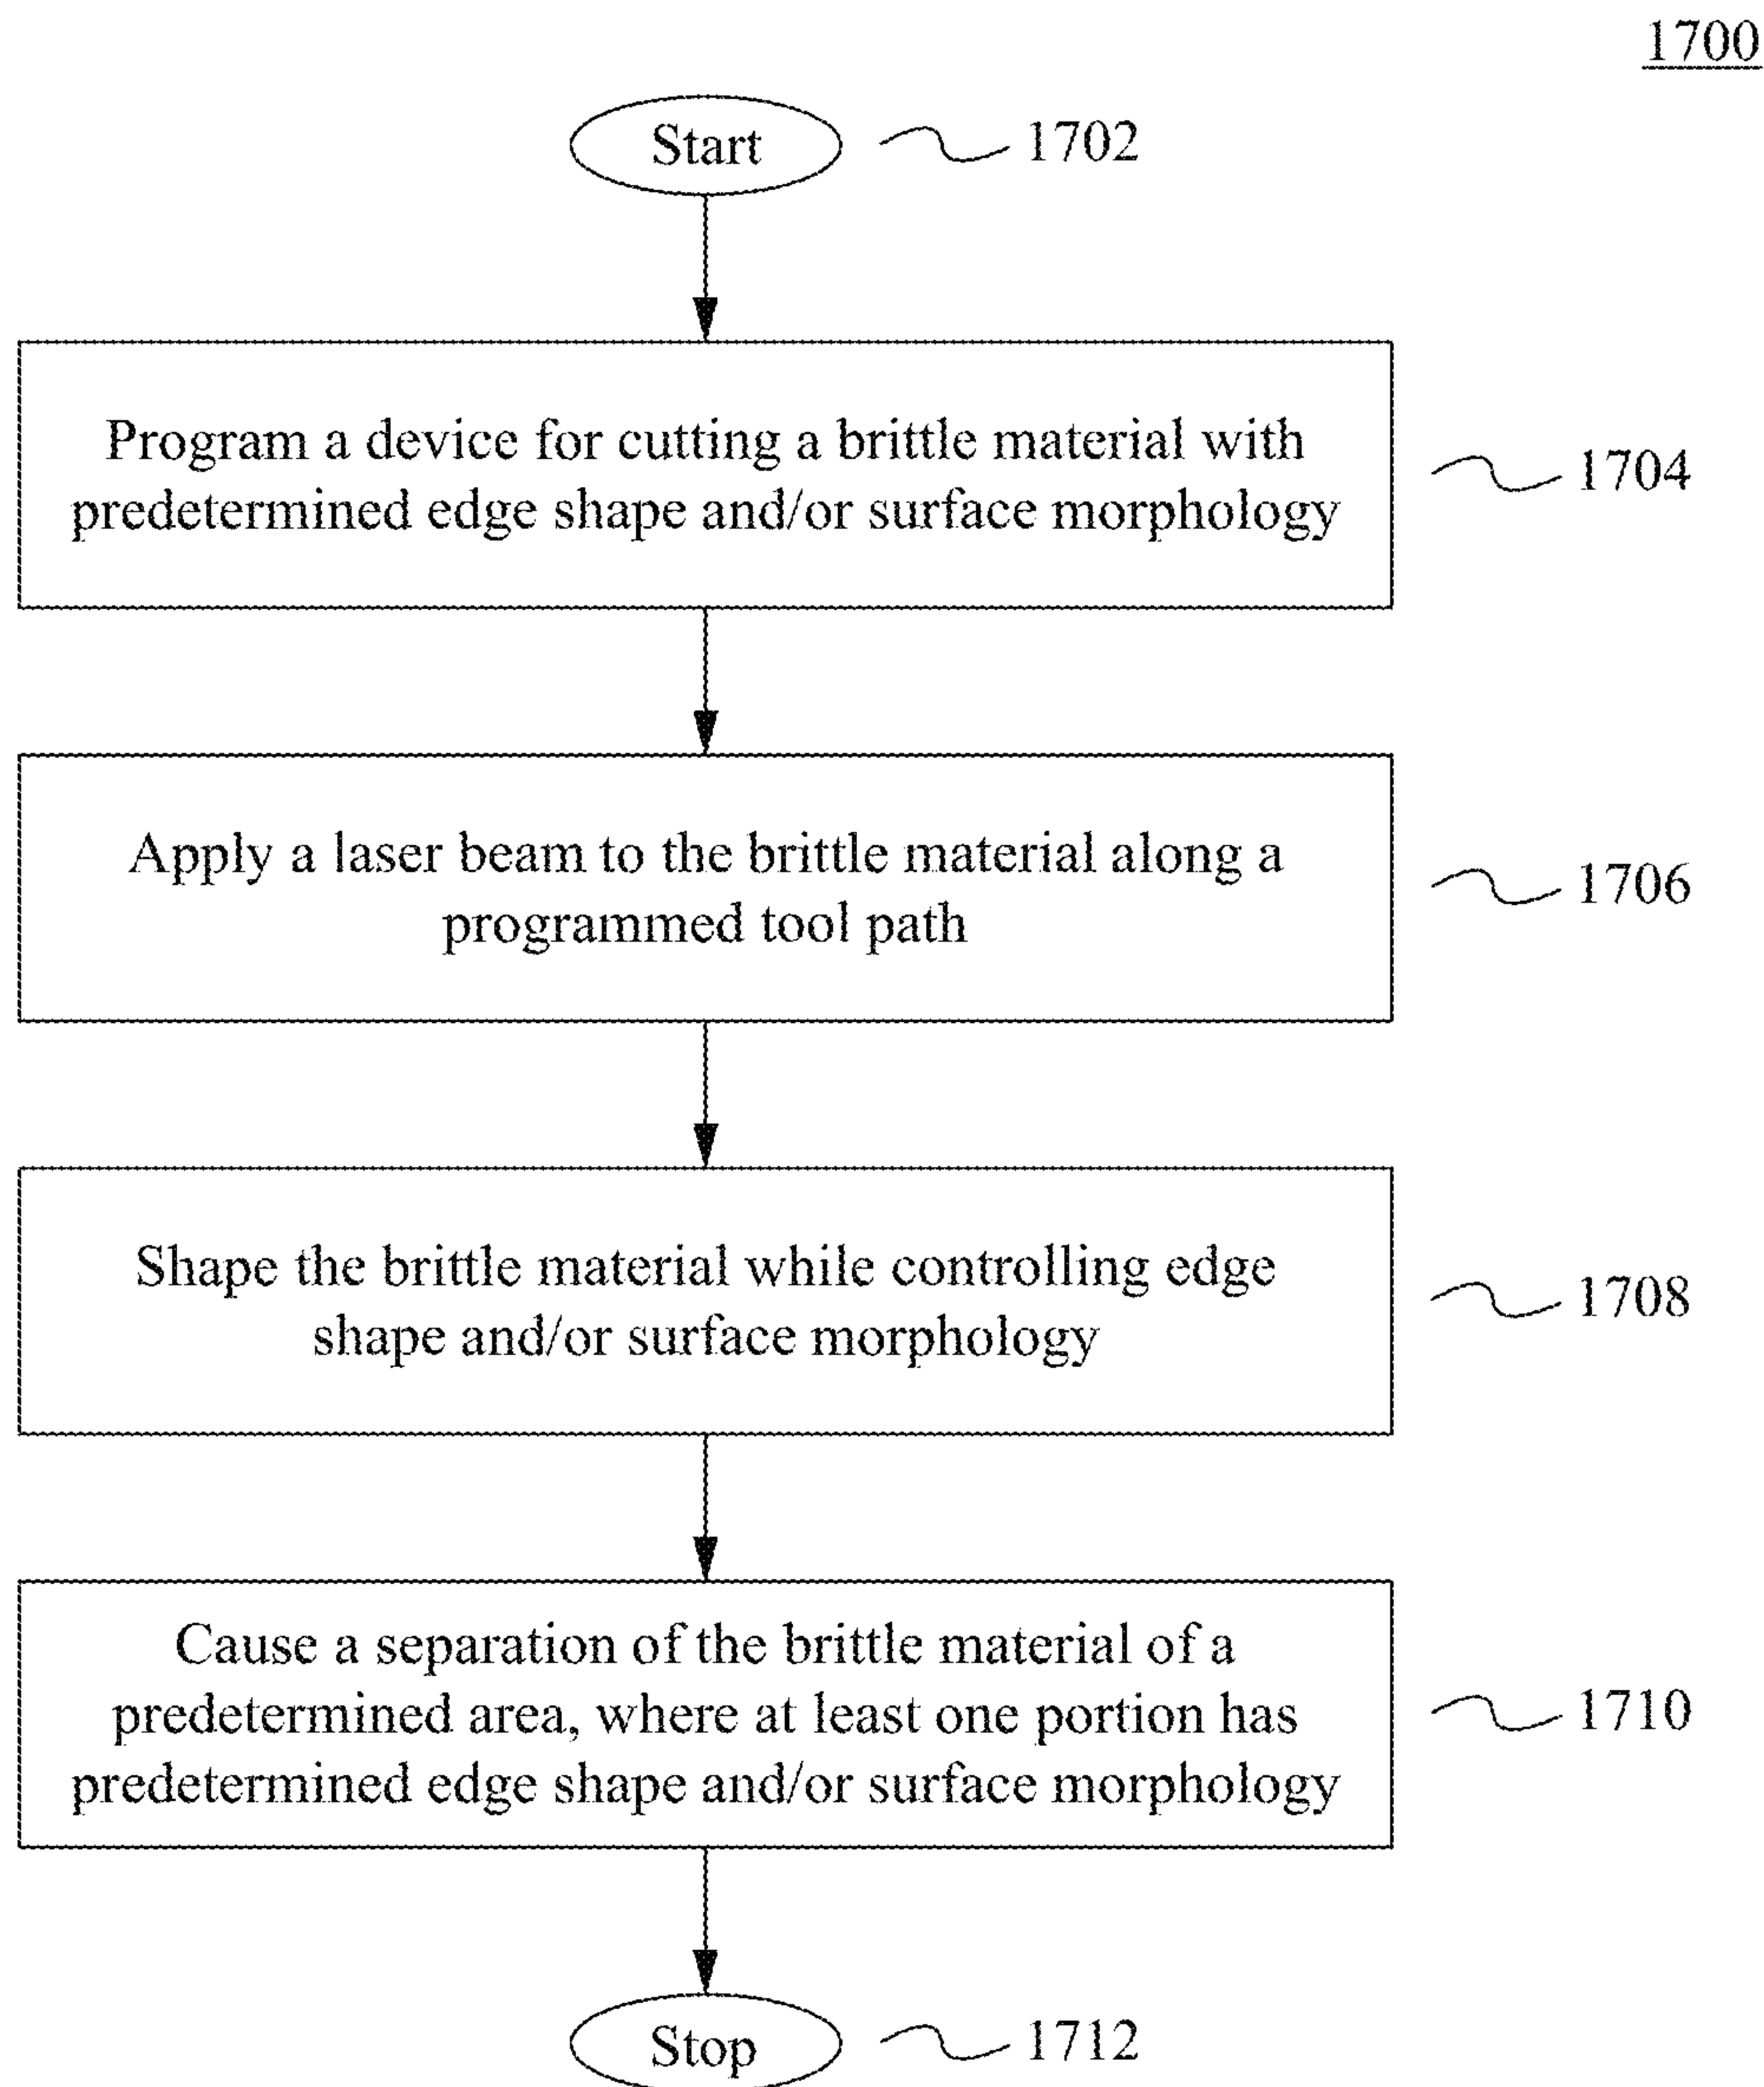 1700
Start
1702
Program a device for cutting a brittle material with
predetermined edge shape and/or surface morphology
1704
Apply a laser beam to the brittle material along a
programmed tool path
1706
Shape the brittle material while controlling edge
shape and/or surface morphology
1708
Cause a separation of the brittle material of a
predetermined area, where at least one portion has
predetermined edge shape and/or surface morphology
1710
Stop
1712